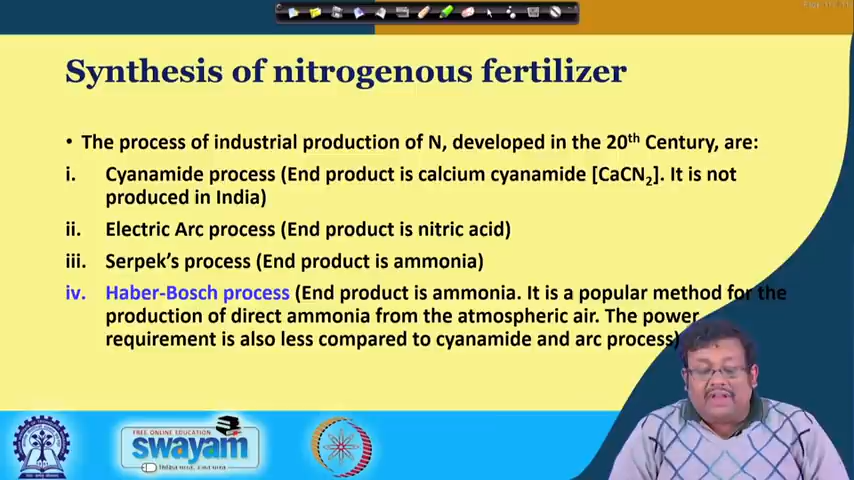 Synthesis of nitrogenous fertilizer
• The process of industrial production of N, developed in the 20th Century, are:
i. Cyanamide process (End product is calcium cyanamide [CaCN2]. It is not
produced in India)
ii. Electric Arc process (End product is nitric acid)
iii. Serpek's process (End product is ammonia)
iv. Haber-Bosch process (End product is ammonia. It is a popular method for the
production of direct ammonia from the atmospheric air. The power
requirement is also less compared to cyanamide and arc process)
FREE ONLINE EDUCATION
swayam